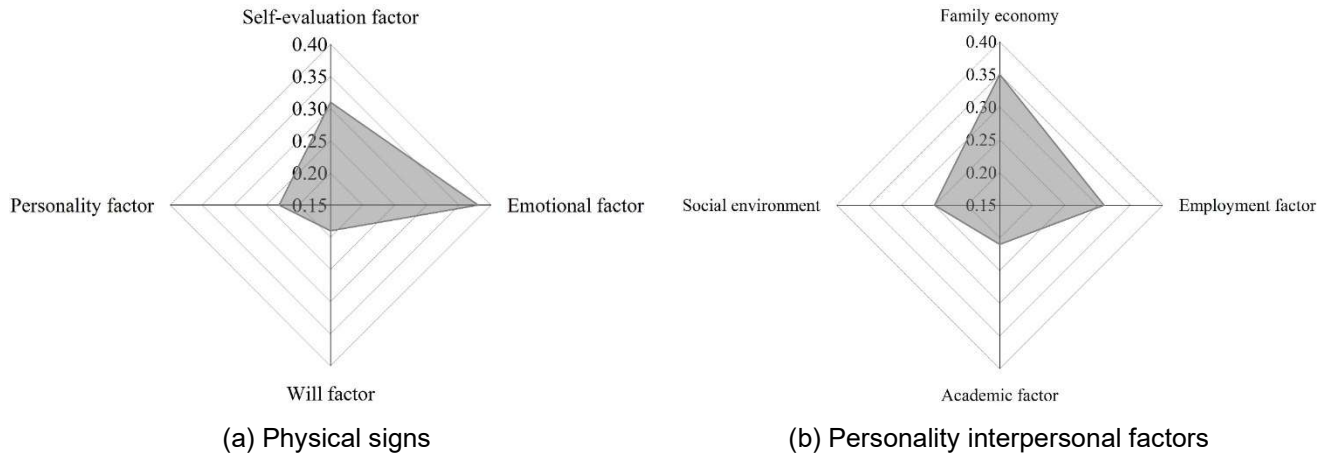 Self-evaluation factor
0.40
0.35
0.30
0.25
0.20
0.15
Personality factor
Emotional factor
Will factor
(a) Physical signs
Family economy
0.40
0.35
0.30
0.25
0.20
0.15
Social environment
Employment factor
Academic factor
(b) Personality interpersonal factors